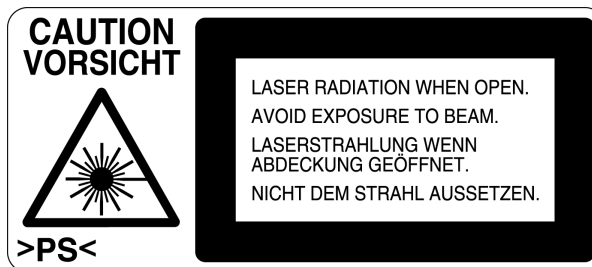 CAUTION
VORSICHT
>PS<
LASER RADIATION WHEN OPEN.
AVOID EXPOSURE TO BEAM.
LASERSTRAHLUNG WENN
ABDECKUNG GEÖFFNET.
NICHT DEM STRAHL AUSSETZEN.